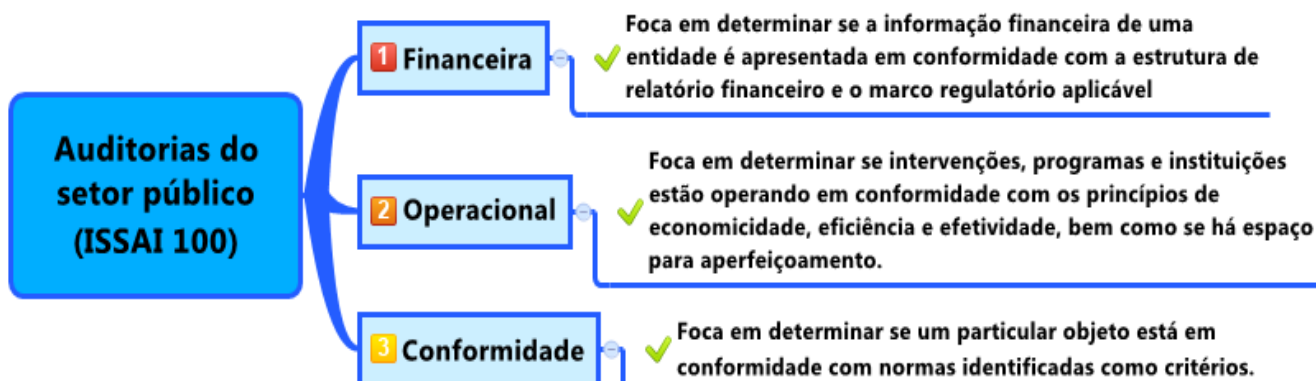 Auditorias do
setor público
(ISSAI 100)
1 Financeira
Foca em determinar se a informação financeira de uma
entidade é apresentada em conformidade com a estrutura de
relatório financeiro e o marco regulatório aplicável
2 Operacional
Foca em determinar se intervenções, programas e instituições
estão operando em conformidade com os princípios de
economicidade, eficiência e efetividade, bem como se há espaço
para aperfeiçoamento.
3 Conformidade
Foca em determinar se um particular objeto está em
conformidade com normas identificadas como critérios.